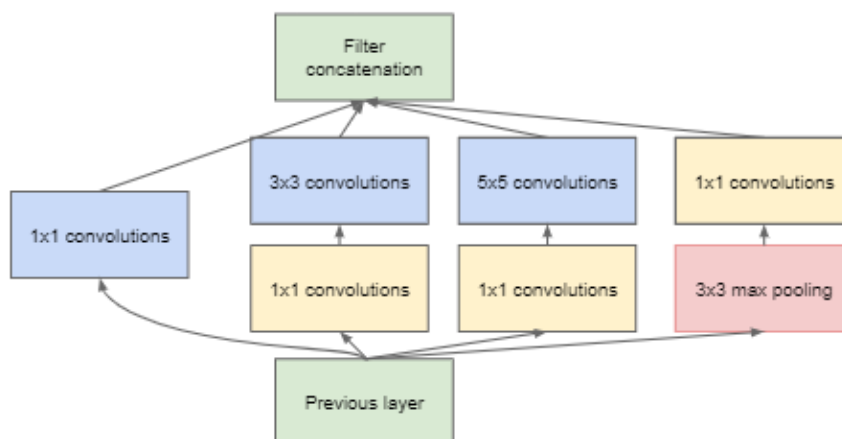 Filter
concatenation
3x3 convolutions
5x5 convolutions
1x1 convolutions
1x1 convolutions
1x1 convolutions
1x1 convolutions
3x3 max pooling
Previous layer